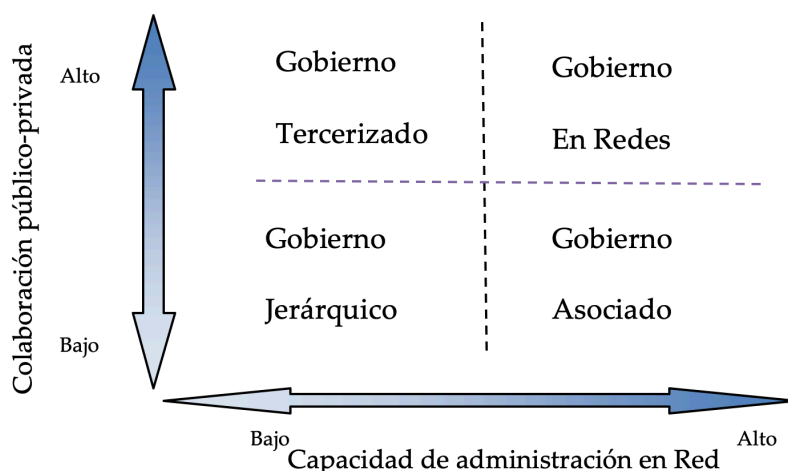 Colaboración público-privada
Alto
Bajo
Gobierno
Tercerizado
Gobierno
En Redes
Gobierno
Jerárquico
Gobierno
Asociado
Bajo
Alto
Capacidad de administración en Red